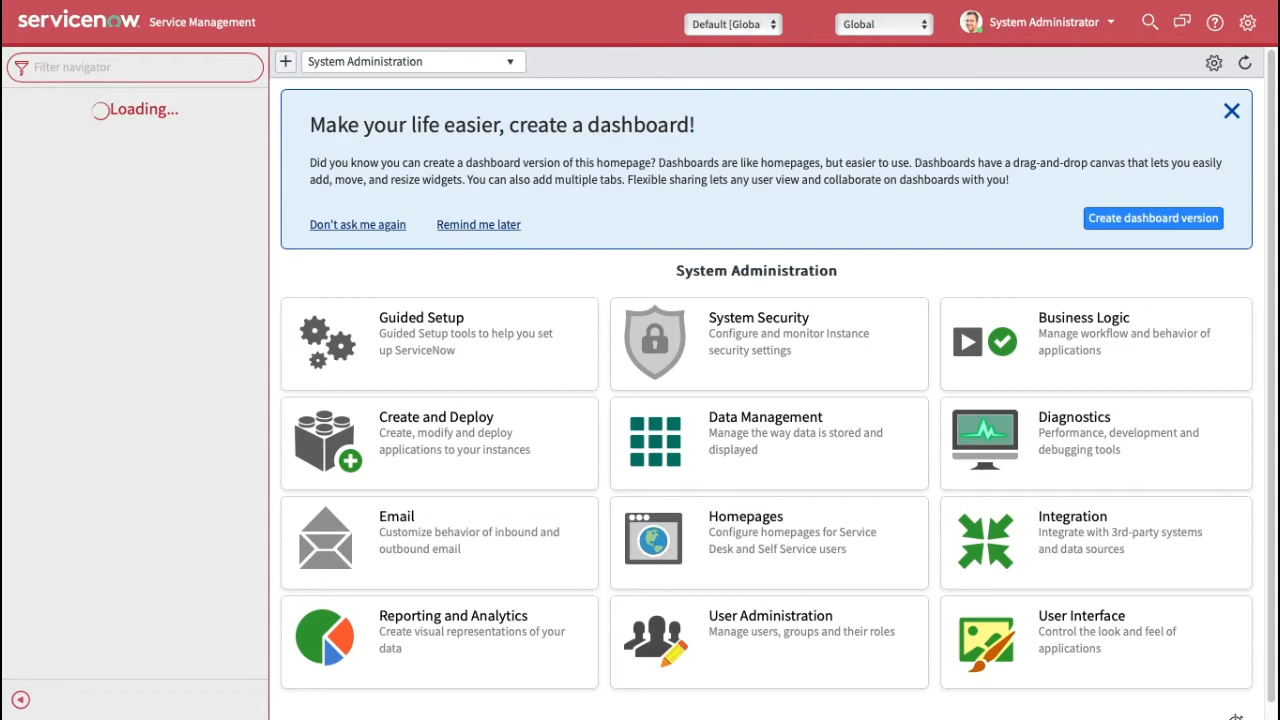 servicenow Service Management
Default [Globa
Global
System Administrator
Filter navigator
Loading...
System Administration
Make your life easier, create a dashboard!
Did you know you can create a dashboard version of this homepage? Dashboards are like homepages, but easier to use. Dashboards have a drag-and-drop canvas that lets you easily
add, move, and resize widgets. You can also add multiple tabs. Flexible sharing lets any user view and collaborate on dashboards with you!
Don't ask me again
Remind me later
Create dashboard version
System Administration
Guided Setup
Guided Setup tools to help you set
up ServiceNow
System Security
Configure and monitor Instance
security settings
Business Logic
Manage workflow and behavior of
applications
Create and Deploy
Create, modify and deploy
applications to your instances
Data Management
Manage the way data is stored and
displayed
Diagnostics
Performance, development and
debugging tools
Email
Customize behavior of inbound and
outbound email
Homepages
Configure homepages for Service
Desk and Self Service users
Integration
Integrate with 3rd-party systems
and data sources
Reporting and Analytics
Create visual representations of your
data
User Administration
Manage users, groups and their roles
User Interface
Control the look and feel of
applications